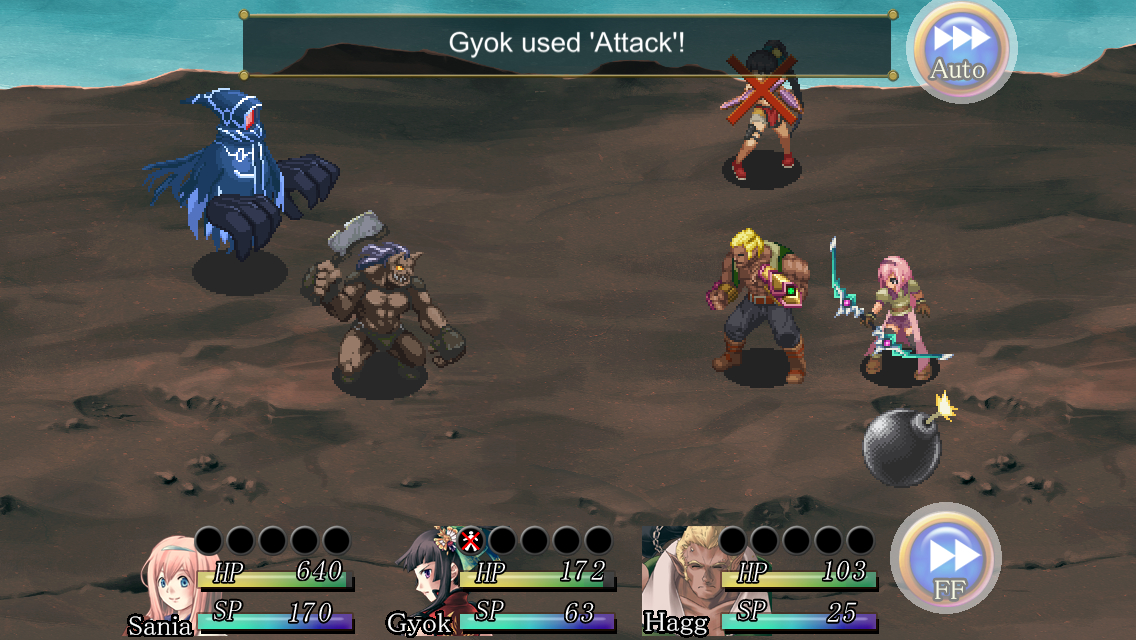 Gyok used 'Attack'!
Auto
HP 640
SP 170
Sania
HP 172
SP 63
Gyok
HP 103
SP 25
Hagg
FF